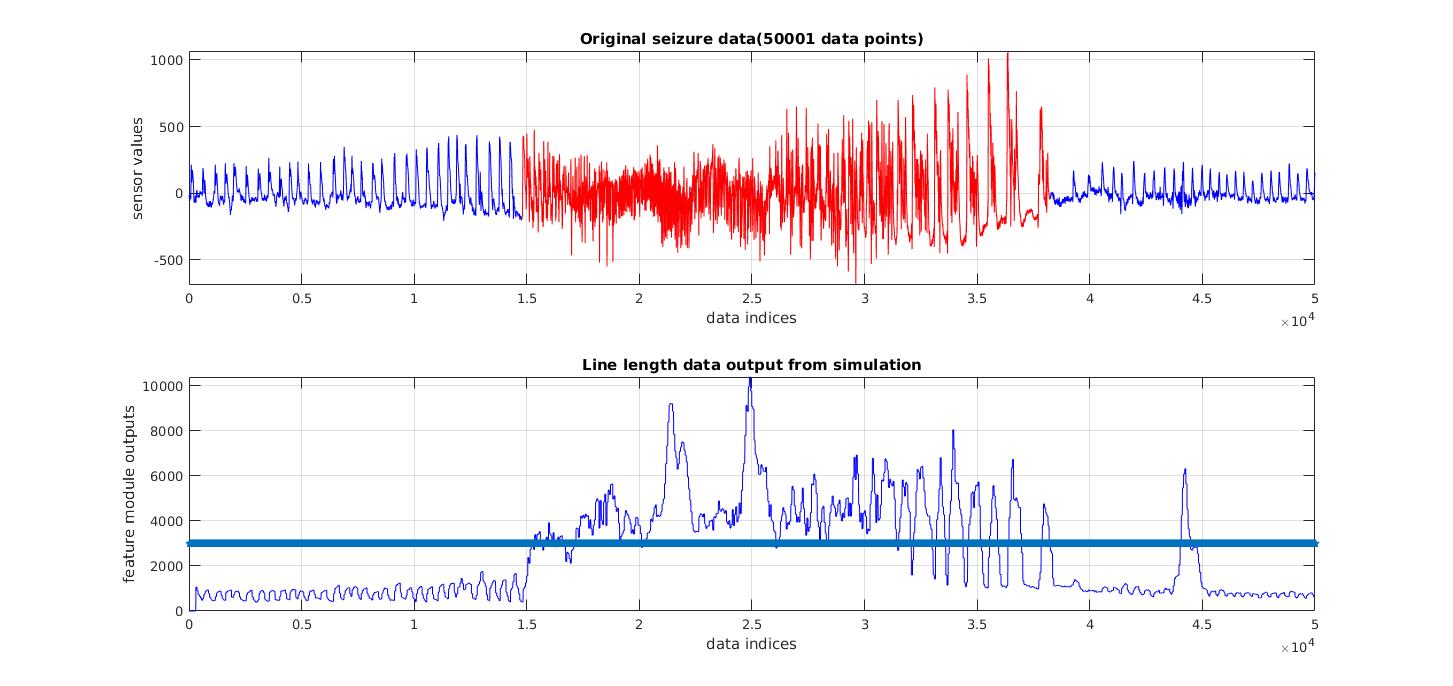 Original seizure data(50001 data points)
sensor values
1000
500
0
-500
0 0.5 1 1.5 2 2.5 3 3.5 4 4.5 5
data indices
×10^4
Line length data output from simulation
feature module outputs
10000
8000
6000
4000
2000
0
0 0.5 1 1.5 2 2.5 3 3.5 4 4.5 5
data indices
×10^4